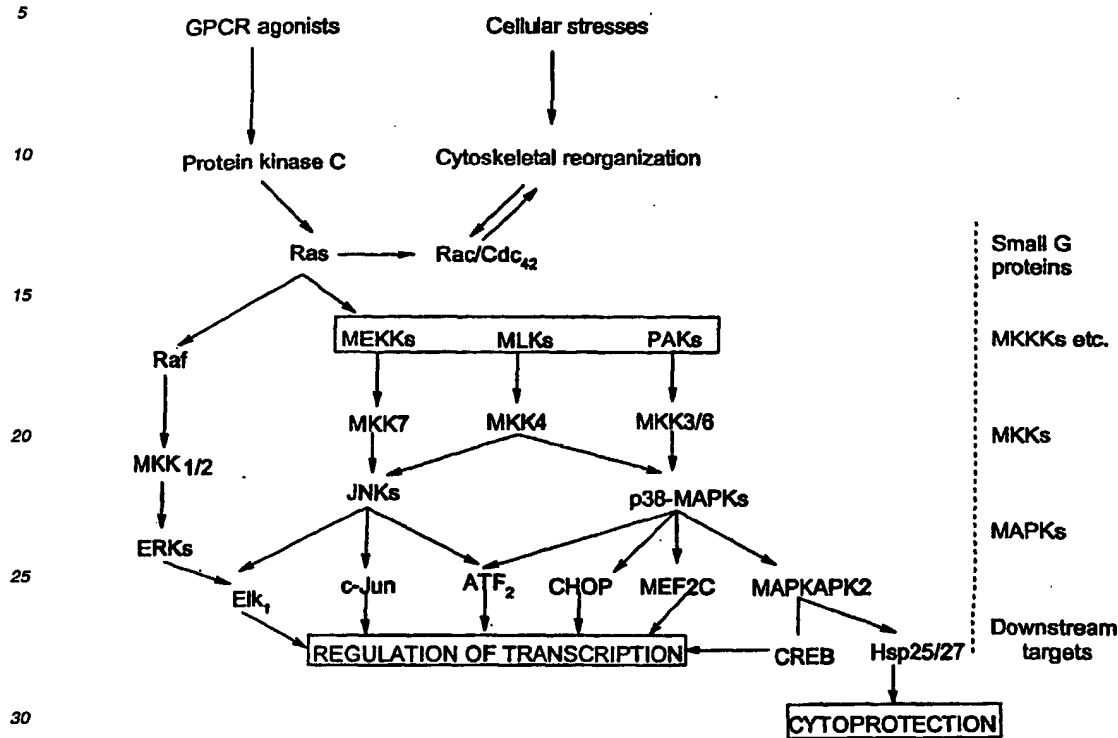 5
GPCR agonists Cellular stresses
10
Protein kinase C Cytoskeletal reorganization
Ras Rac/Cdc42 Small G
proteins
15
MEKKs MLKs PAKs MKKKs etc.
Raf
MKK7 MKK4 MKK3/6
20
MKKs
MKK 1/2
JNKs p38-MAPKs
MAPKs
ERKs
25
c-Jun ATF2 CHOP MEF2C MAPKAPK2
Elk1
Downstream
targets
REGULATION OF TRANSCRIPTION CREB Hsp25/27
30
CYTOPROTECTION